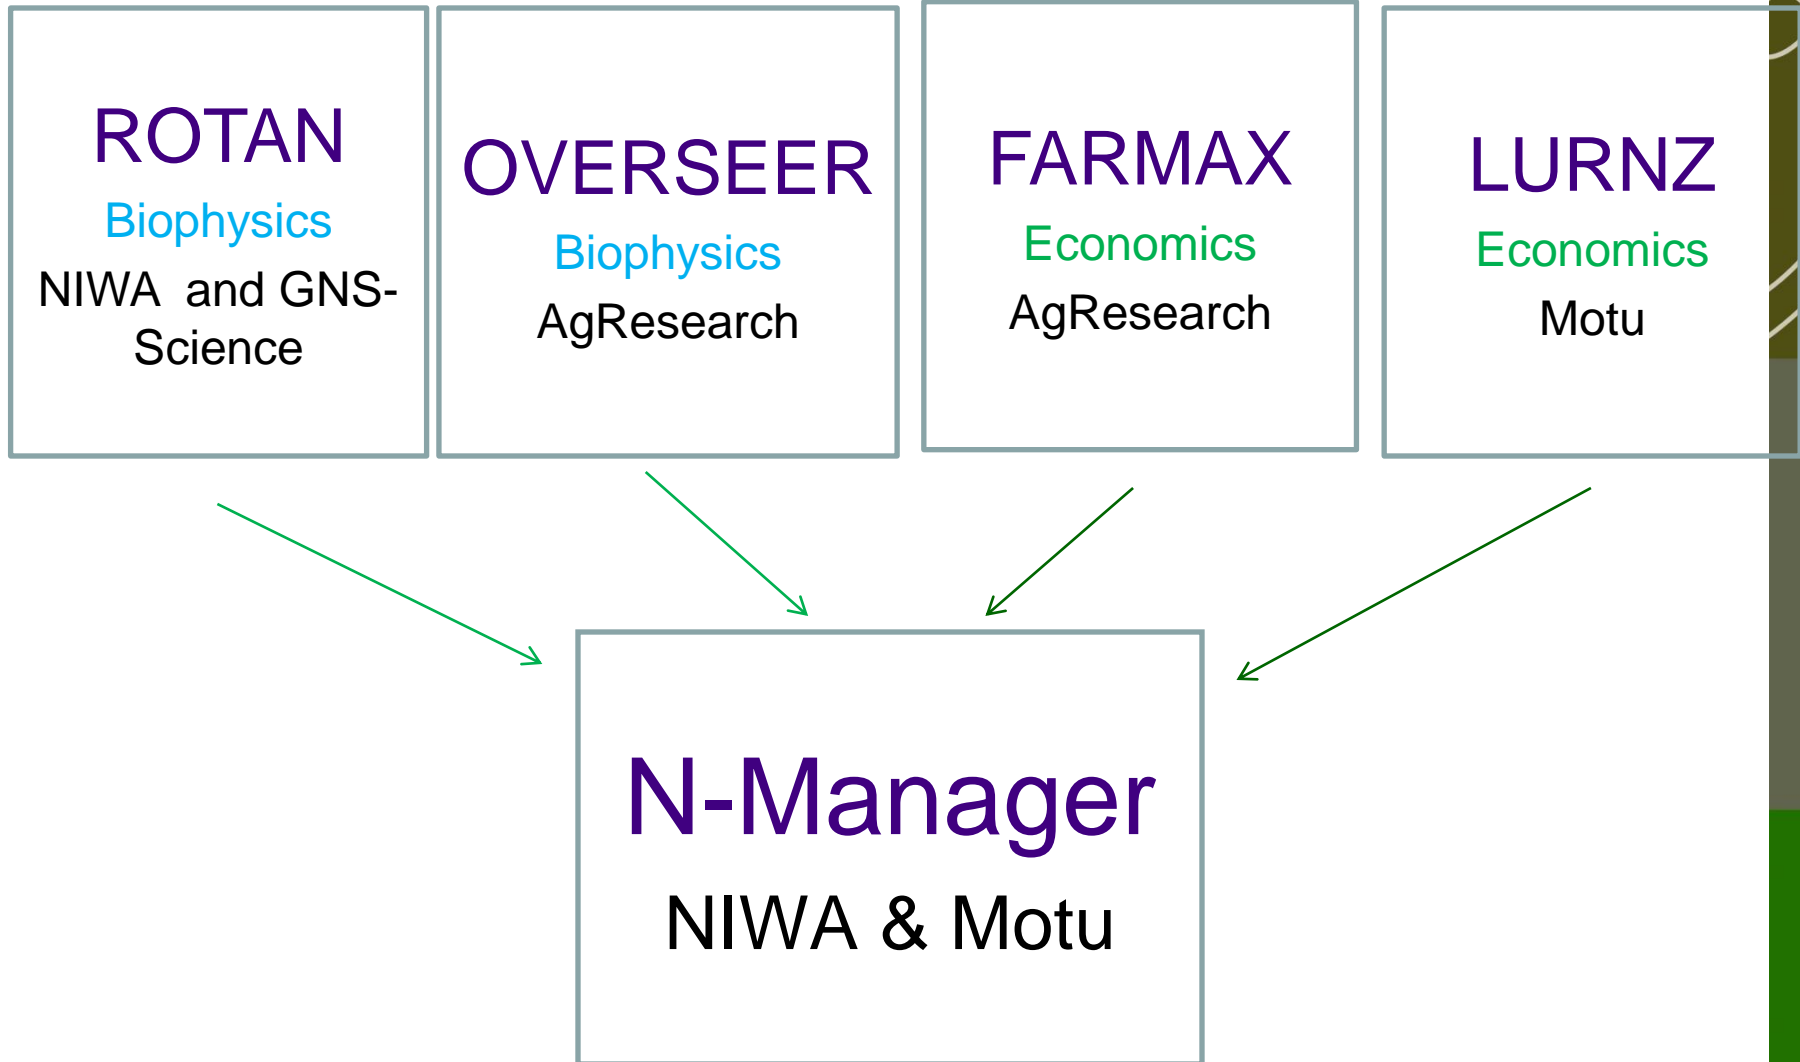 ROTAN
Biophysics
NIWA and GNS-
Science
OVERSEER
Biophysics
AgResearch
FARMAX
Economics
AgResearch
LURNZ
Economics
Motu
N-Manager
NIWA & Motu